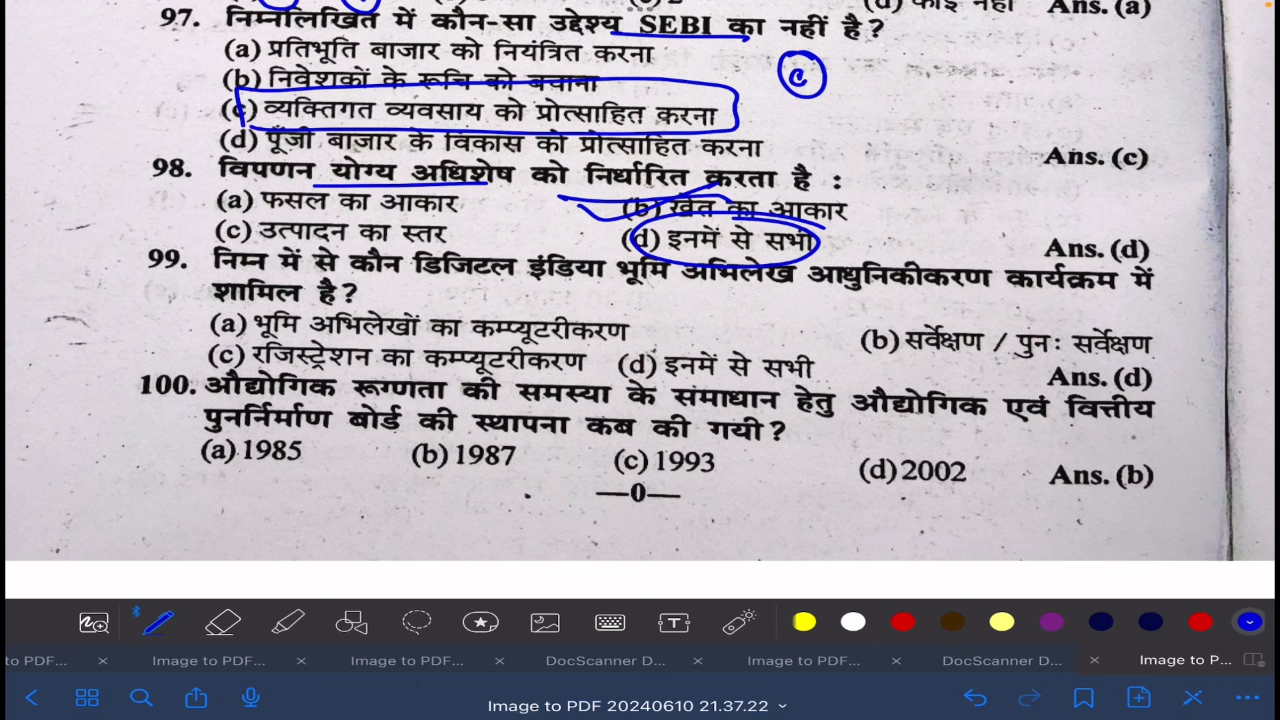 (d) कोई नहीं Ans. (a)
97. निम्नलिखित में कौन-सा उद्देश्य SEBI का नहीं है?
(a) प्रतिभूति बाजार को नियंत्रित करना
(b) निवेशकों के रूचि को बचाना
c
(c) व्यक्तिगत व्यवसाय को प्रोत्साहित करना
(d) पूँजी बाजार के विकास को प्रोत्साहित करना Ans. (c)
98. विपणन योग्य अधिशेष को निर्धारित करता है :
(a) फसल का आकार (b) खेत का आकार
(c) उत्पादन का स्तर (d) इनमें से सभी Ans. (d)
99. निम्न में से कौन डिजिटल इंडिया भूमि अभिलेख आधुनिकीकरण कार्यक्रम में
शामिल है?
(a) भूमि अभिलेखों का कम्प्यूटरीकरण (b) सर्वेक्षण / पुनः सर्वेक्षण
(c) रजिस्ट्रेशन का कम्प्यूटरीकरण (d) इनमें से सभी Ans. (d)
100. औद्योगिक रूग्णता की समस्या के समाधान हेतु औद्योगिक एवं वित्तीय
पुनर्निर्माण बोर्ड की स्थापना कब की गयी?
(a) 1985 (b) 1987 (c) 1993 (d) 2002 Ans. (b)
—0—
to PDF... Image to PDF... Image to PDF... DocScanner D... Image to PDF... DocScanner D... Image to P...
Image to PDF 20240610 21.37.22